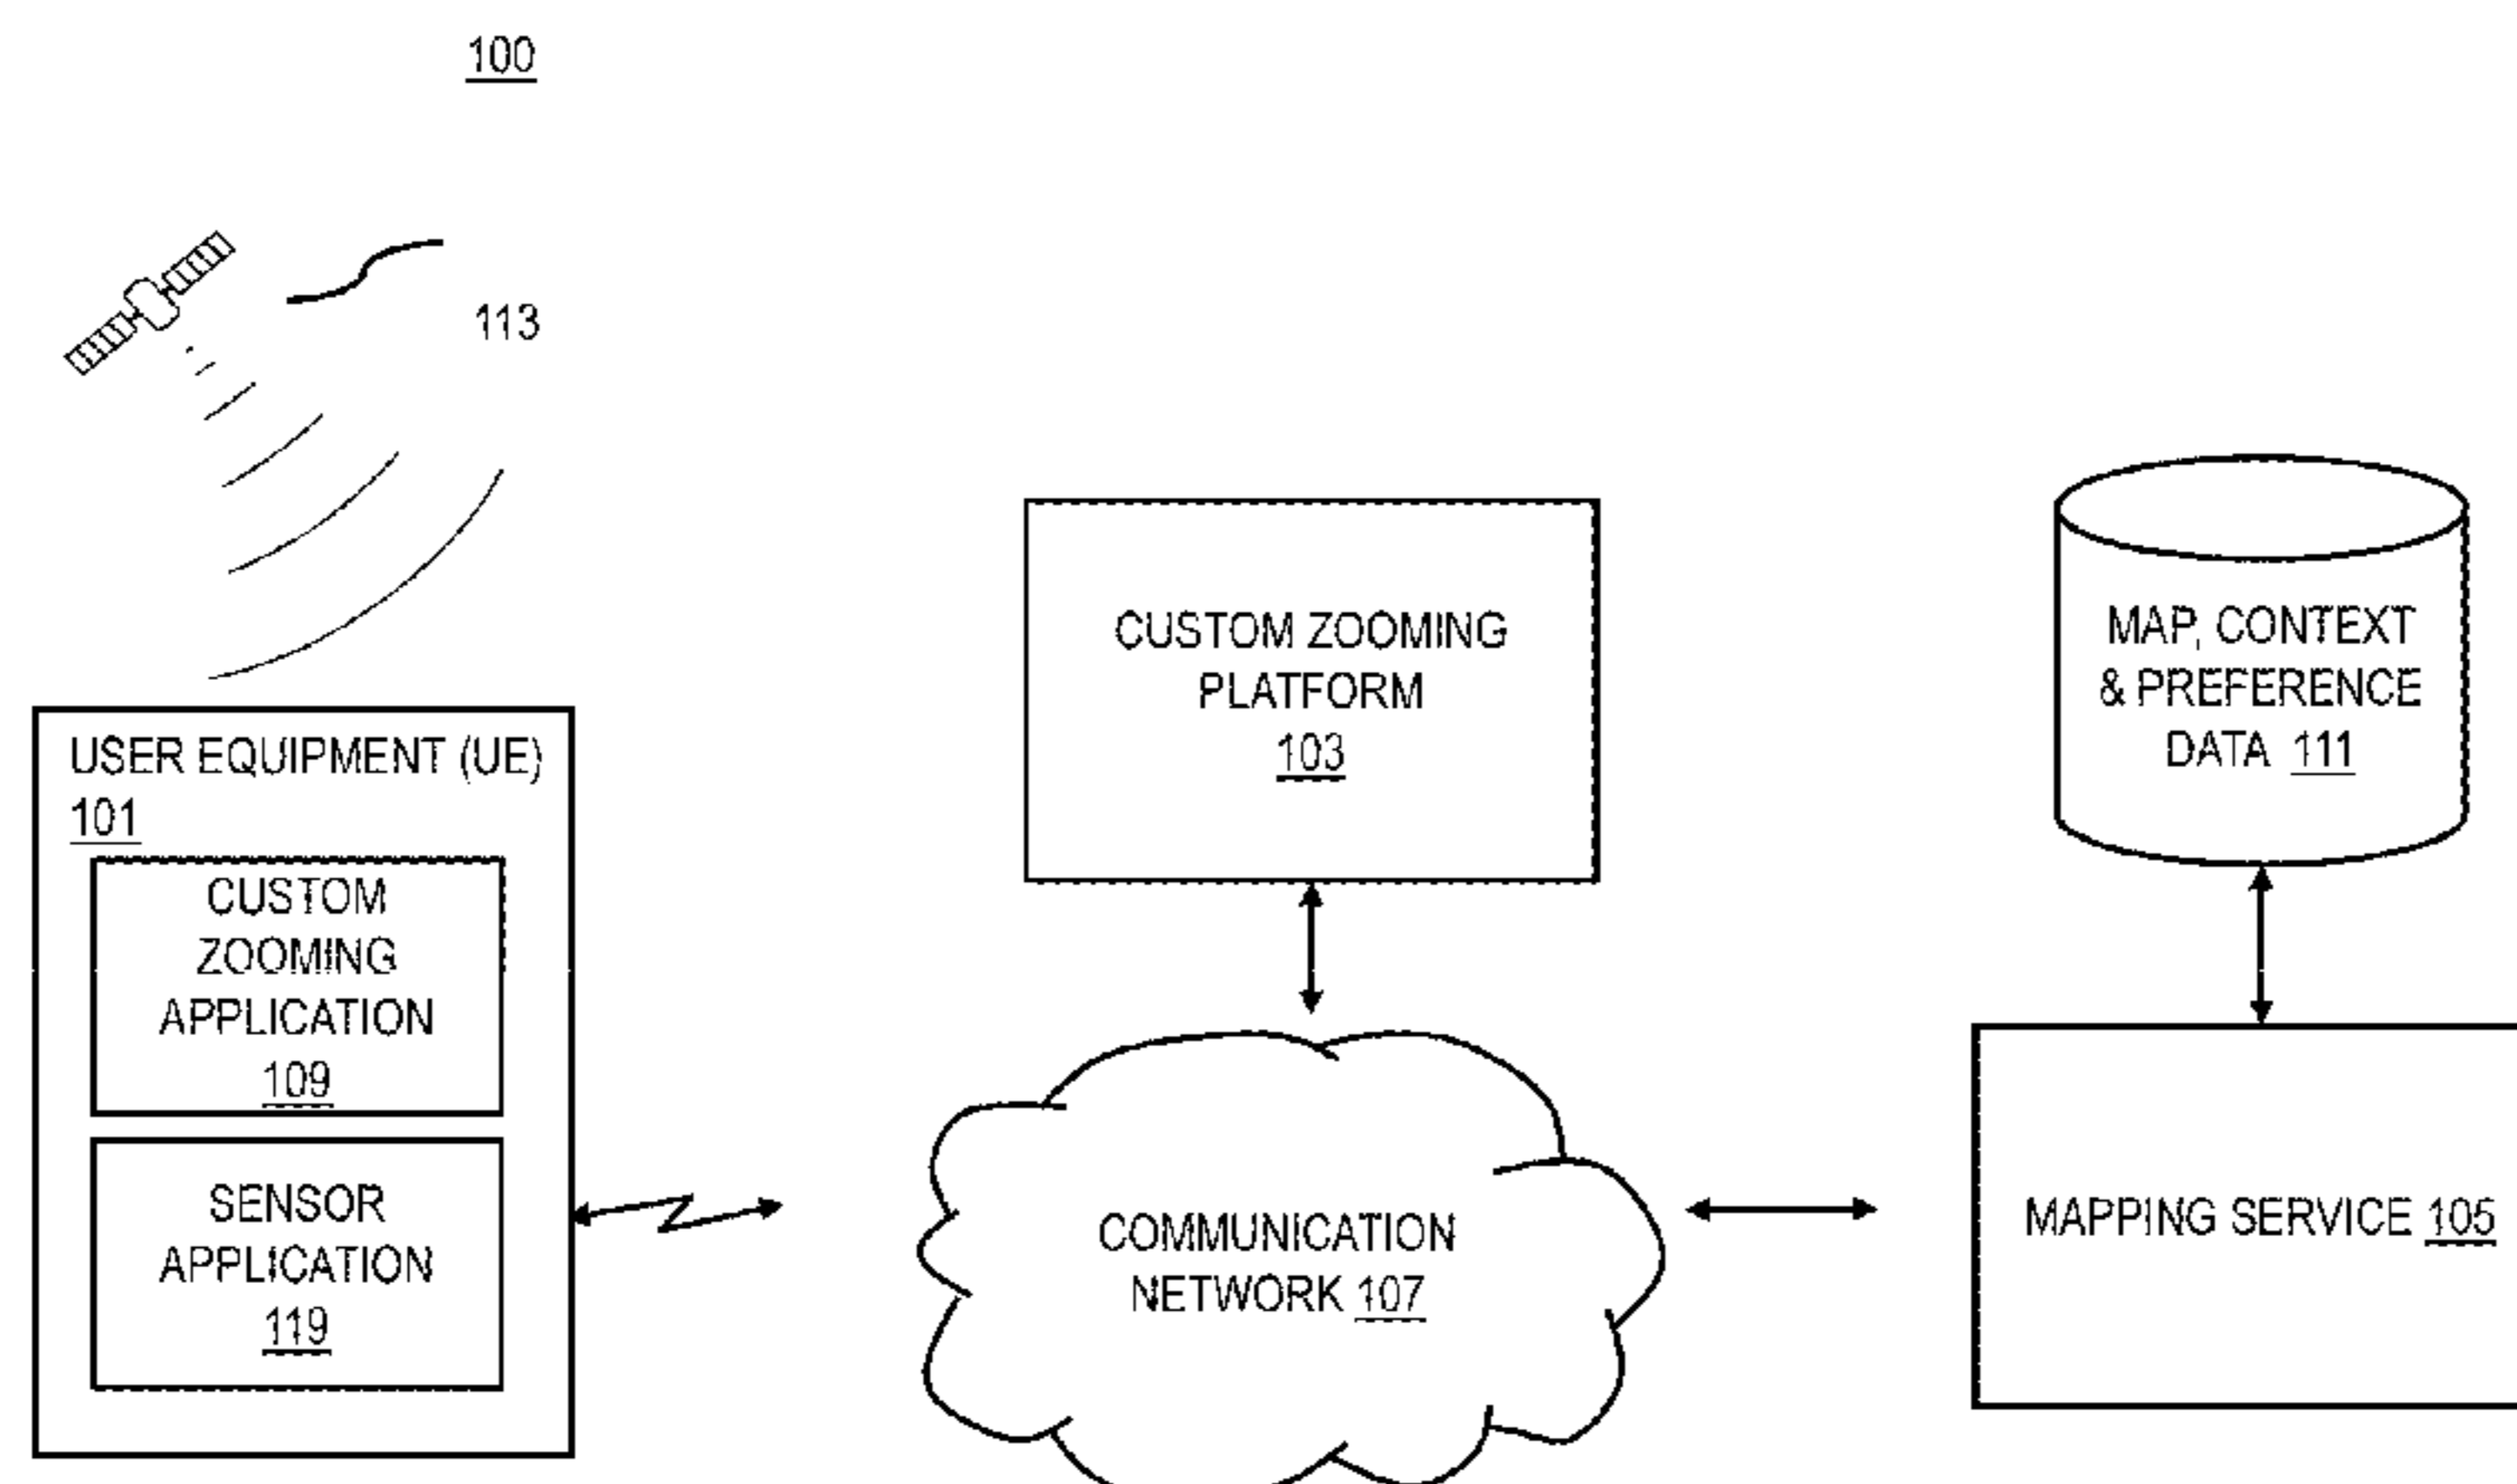 100
113
USER EQUIPMENT (UE)
101
CUSTOM
ZOOMING
APPLICATION
109
SENSOR
APPLICATION
119
CUSTOM ZOOMING
PLATFORM
103
COMMUNICATION
NETWORK 107
MAP, CONTEXT
& PREFERENCE
DATA 111
MAPPING SERVICE 105